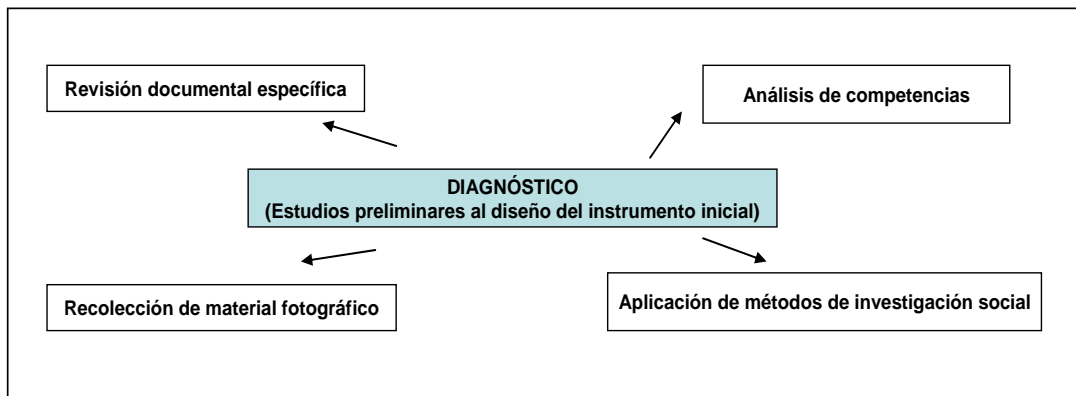 Revisión documental específica
Análisis de competencias
DIAGNÓSTICO
(Estudios preliminares al diseño del instrumento inicial)
Recolección de material fotográfico
Aplicación de métodos de investigación social